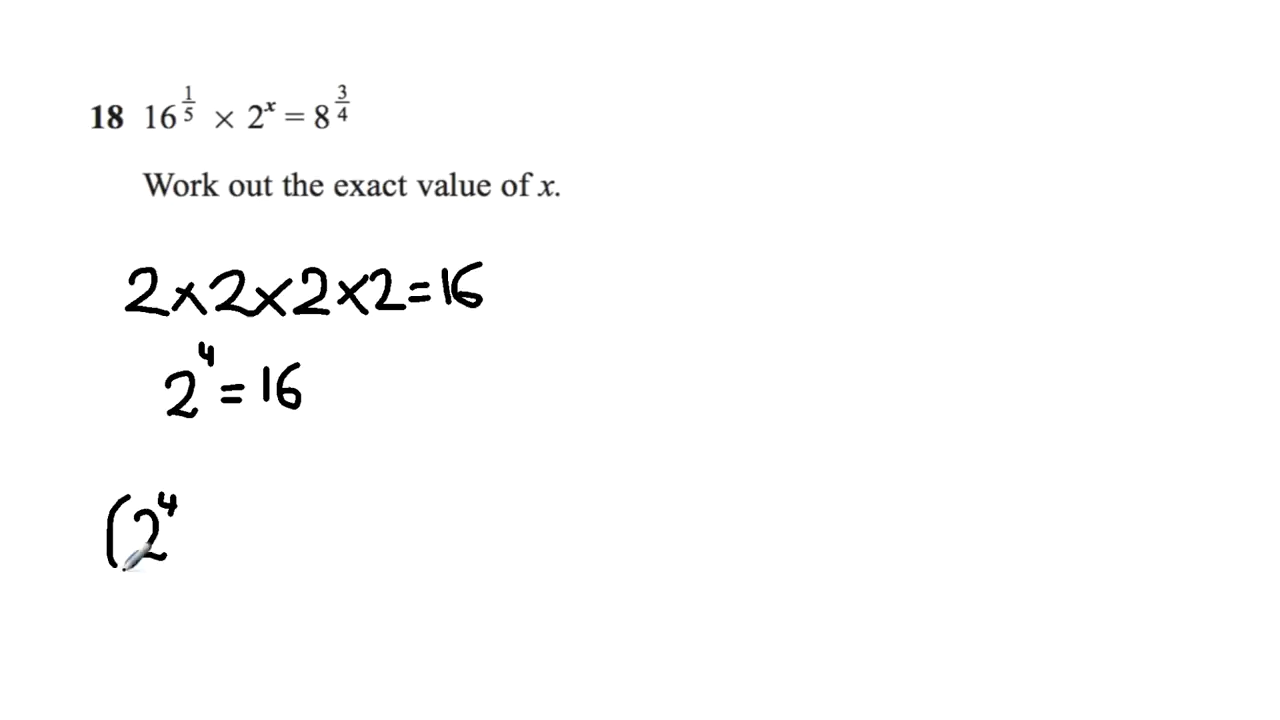 18 16^{1/5} × 2^x = 8^{3/4}
Work out the exact value of x.
2×2×2×2=16
2^4=16
(2^4